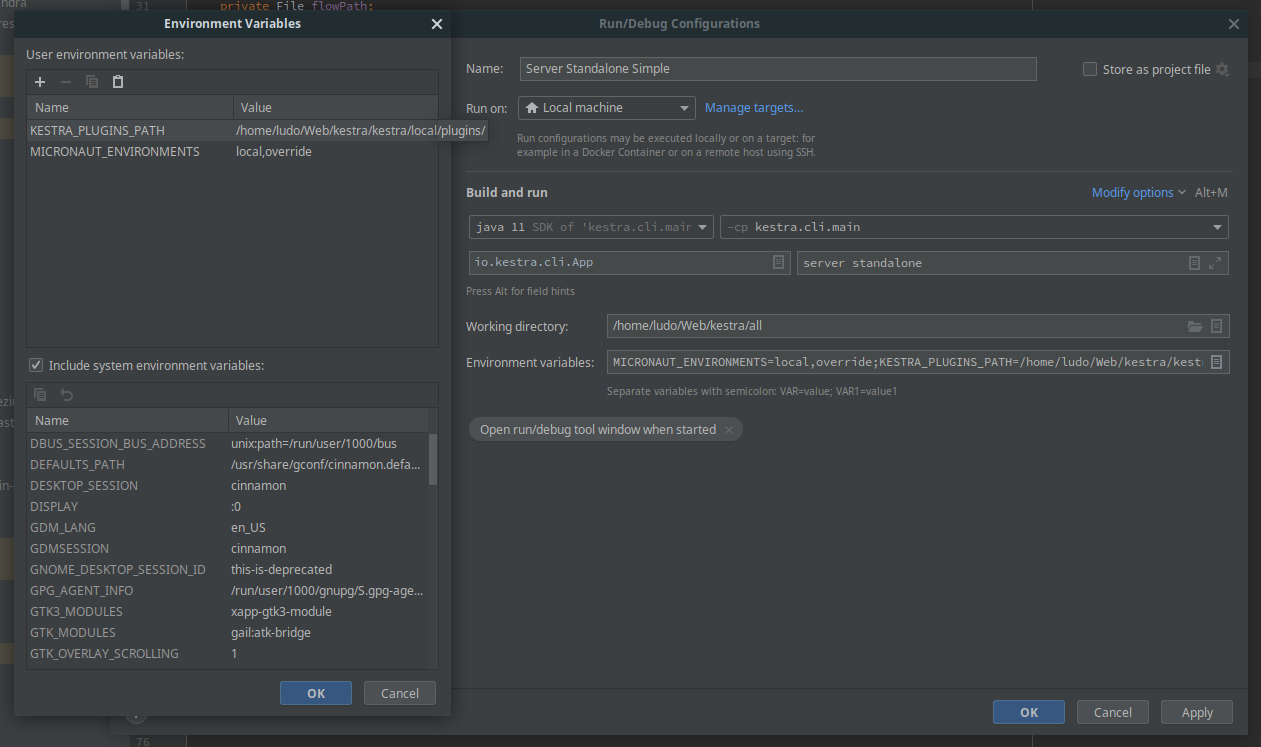 ndra
res
31
private File flowPath;
Environment Variables
User environment variables:
Name Value
KESTRA_PLUGINS_PATH /home/ludo/Web/kestra/kestra/local/plugins/
MICRONAUT_ENVIRONMENTS local,override
Include system environment variables:
Name Value
DBUS_SESSION_BUS_ADDRESS unix:path=/run/user/1000/bus
DEFAULTS_PATH /usr/share/gconf/cinnamon.defa...
DESKTOP_SESSION cinnamon
DISPLAY :0
GDM_LANG en_US
GDMSESSION cinnamon
GNOME_DESKTOP_SESSION_ID this-is-deprecated
GPG_AGENT_INFO /run/user/1000/gnupg/S.gpg-age...
GTK3_MODULES xapp-gtk3-module
GTK_MODULES gail:atk-bridge
GTK_OVERLAY_SCROLLING 1
OK Cancel
Run/Debug Configurations
Name: Server Standalone Simple Store as project file
Run on: Local machine Manage targets...
Run configurations may be executed locally or on a target: for
example in a Docker Container or on a remote host using SSH.
Build and run Modify options Alt+M
java 11 SDK of 'kestra.cli.main -cp kestra.cli.main
io.kestra.cli.App server standalone
Press Alt for field hints
Working directory: /home/ludo/Web/kestra/all
Environment variables: MICRONAUT_ENVIRONMENTS=local,override;KESTRA_PLUGINS_PATH=/home/ludo/Web/kestra/kest
Separate variables with semicolon: VAR=value; VAR1=value1
Open run/debug tool window when started
OK Cancel Apply
76